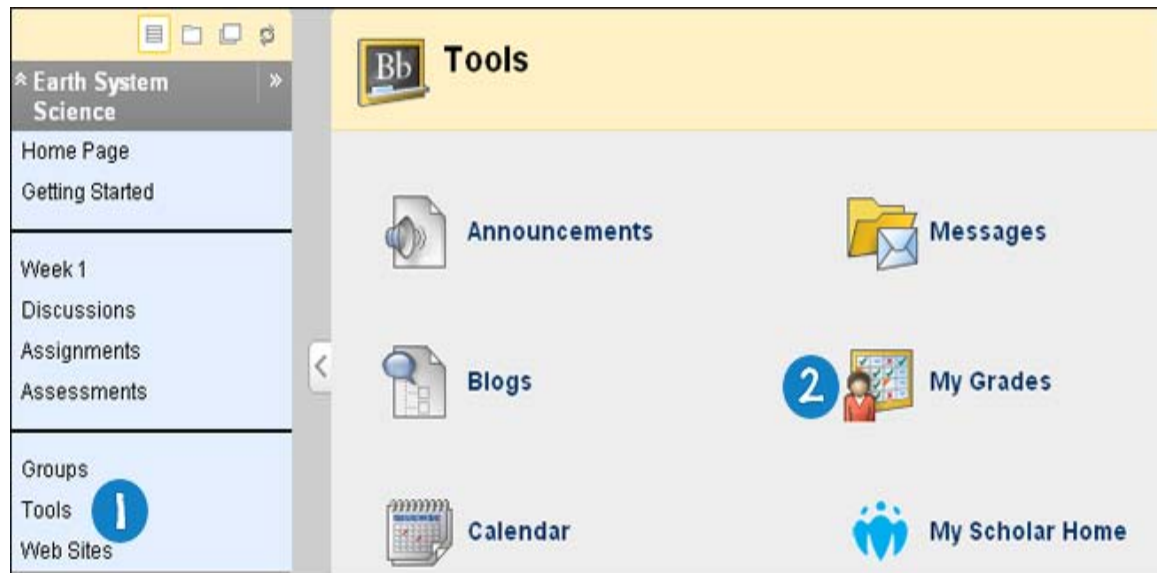 Earth System
Science
Home Page
Getting Started
Week 1
Discussions
Assignments
Assessments
Groups
Tools
1
Web Sites
Bb
Tools
Announcements
Messages
Blogs
2
My Grades
Calendar
My Scholar Home